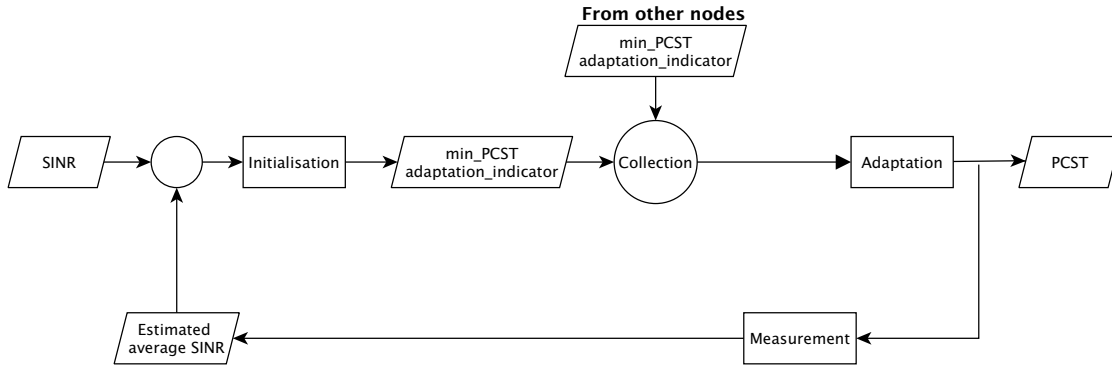 From other nodes
min_PCST
adaptation_indicator
SINR
Initialisation
min_PCST
adaptation_indicator
Collection
Adaptation
PCST
Estimated
average SINR
Measurement